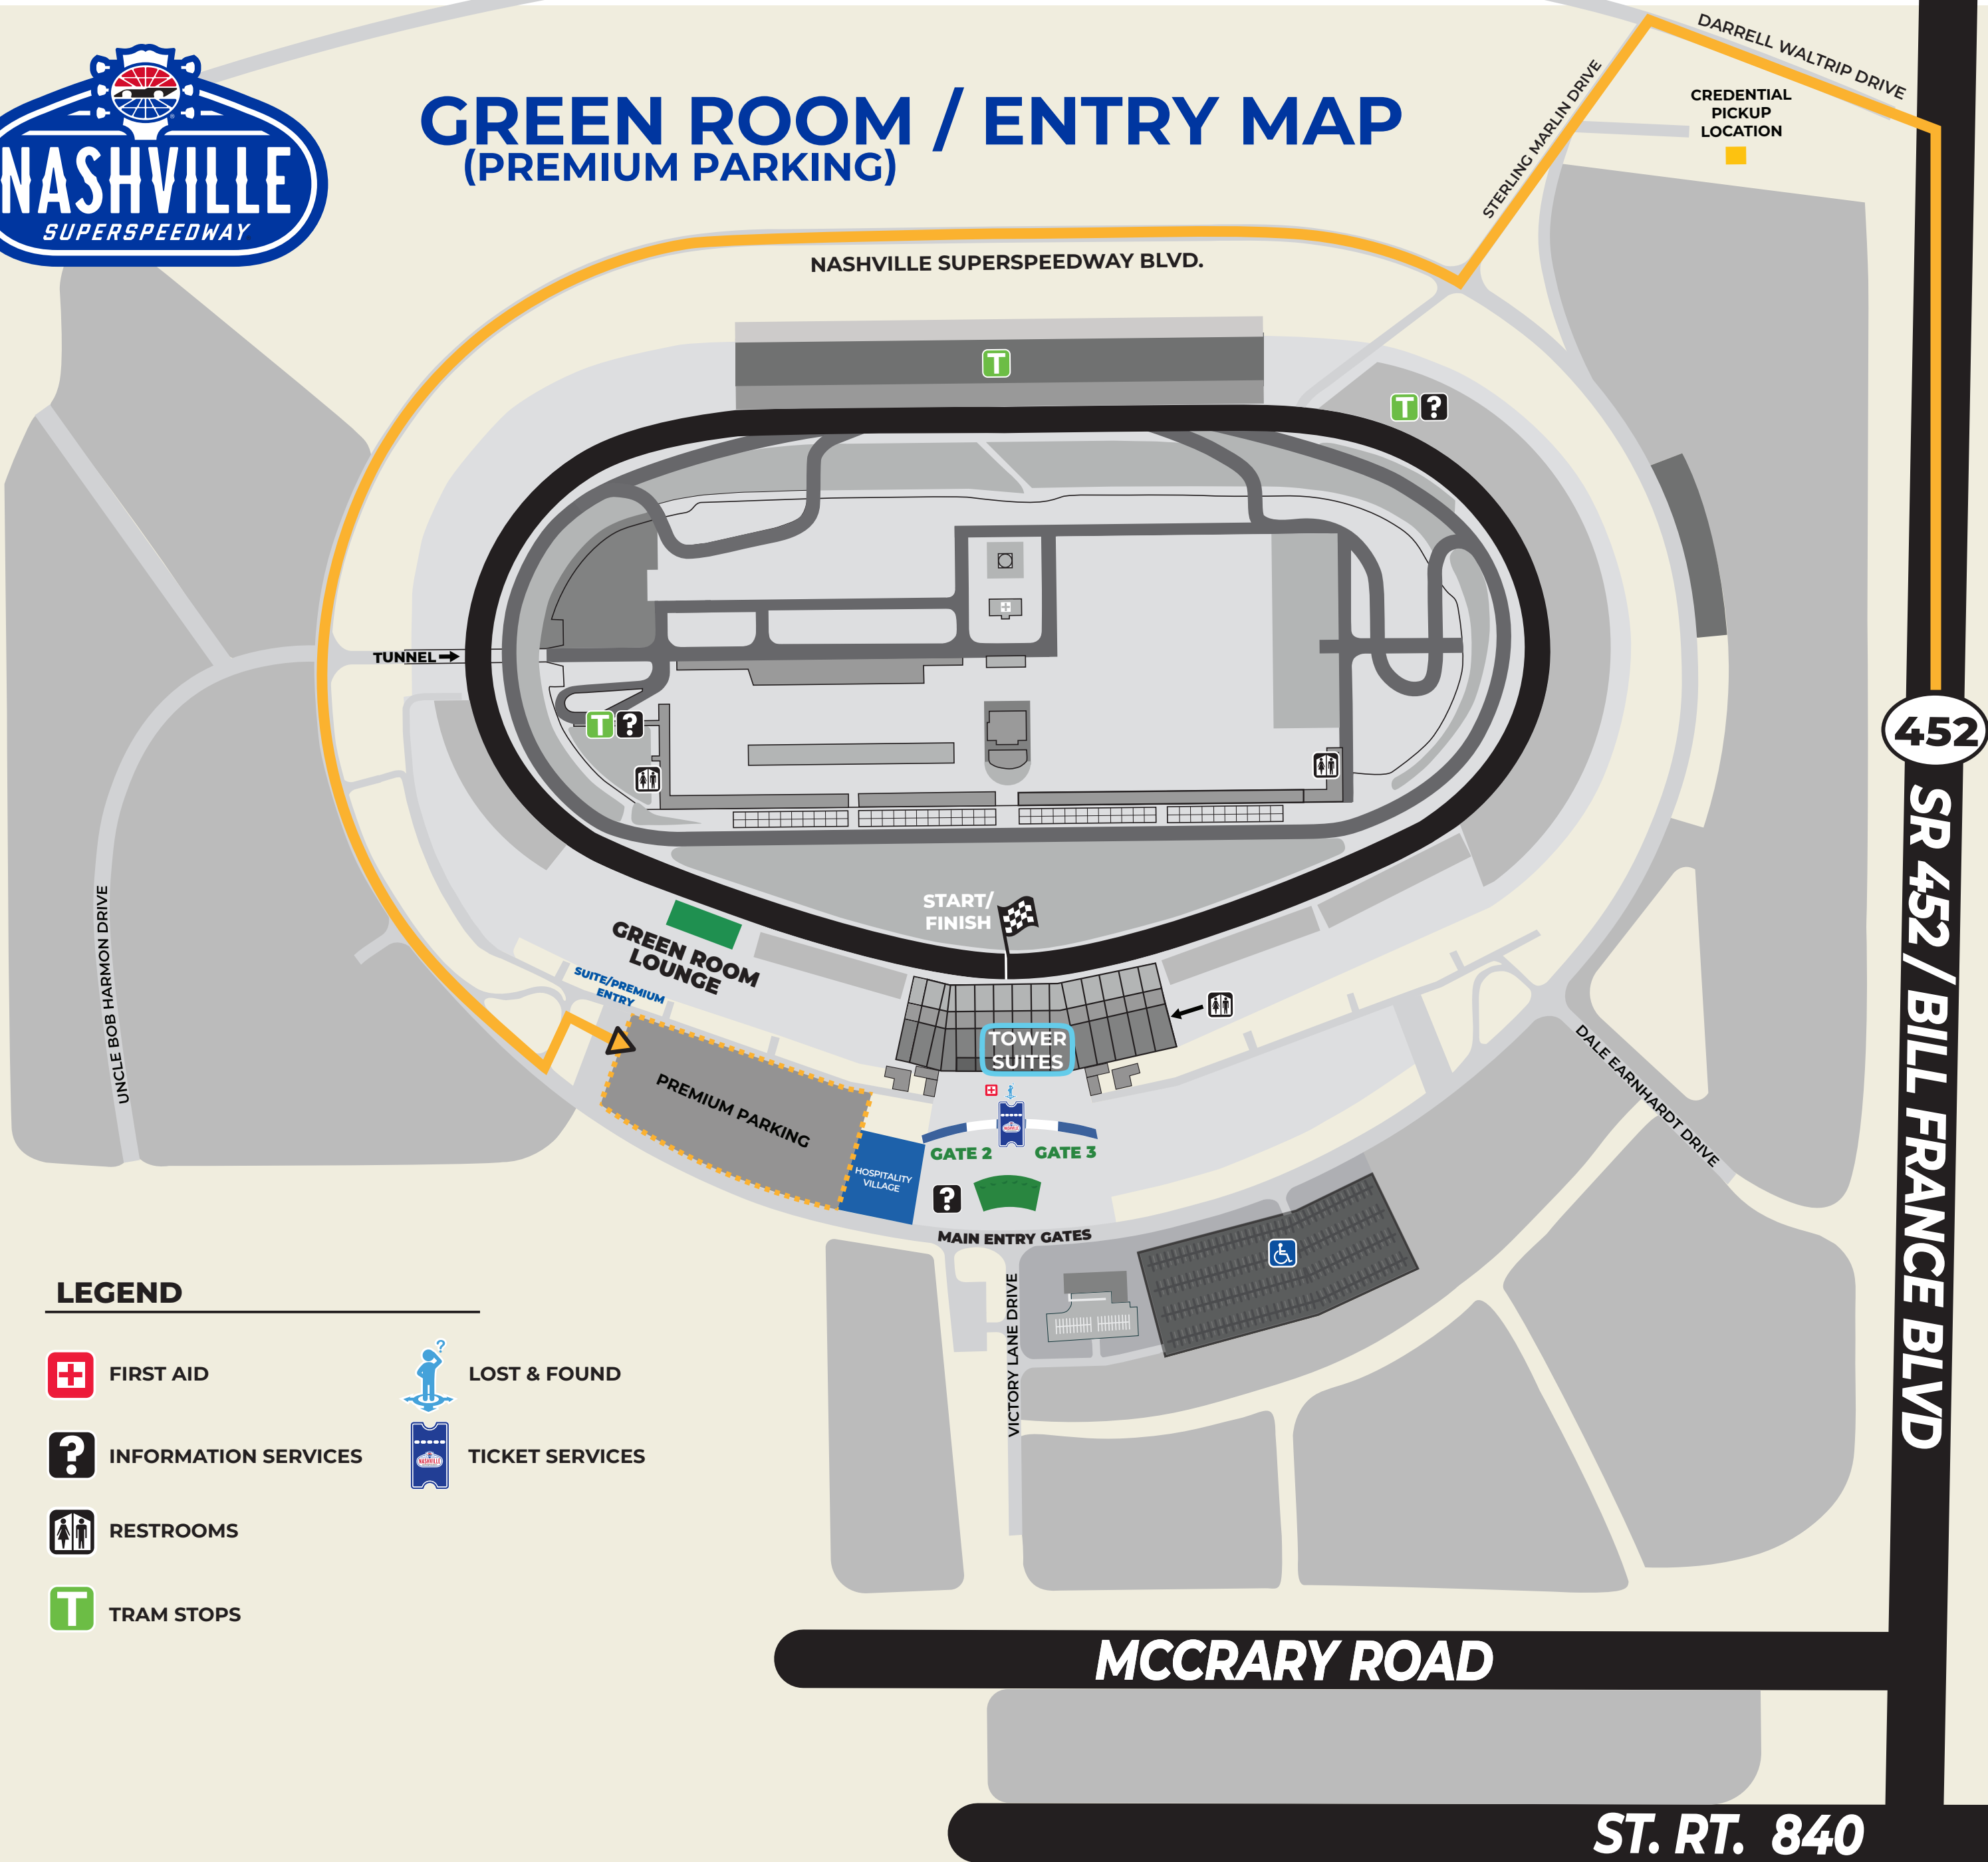 NASHVILLE
SUPERSPEEDWAY
GREEN ROOM / ENTRY MAP
(PREMIUM PARKING)
DARRELL WALTRIP DRIVE
CREDENTIAL
PICKUP
LOCATION
STERLING MARLIN DRIVE
NASHVILLE SUPERSPEEDWAY BLVD.
T
T
?
TUNNEL
T
?
452
SR 452 / BILL FRANCE BLVD
START/
FINISH
GREEN ROOM
LOUNGE
SUITE/PREMIUM
ENTRY
UNCLE BOB HARMON DRIVE
TOWER
SUITES
DALE EARNHARDT DRIVE
PREMIUM PARKING
HOSPITALITY
VILLAGE
GATE 2
GATE 3
?
MAIN ENTRY GATES
VICTORY LANE DRIVE
LEGEND
FIRST AID
?
LOST & FOUND
?
INFORMATION SERVICES
NASHVILLE
TICKET SERVICES
RESTROOMS
T
TRAM STOPS
MCCRARY ROAD
ST. RT. 840